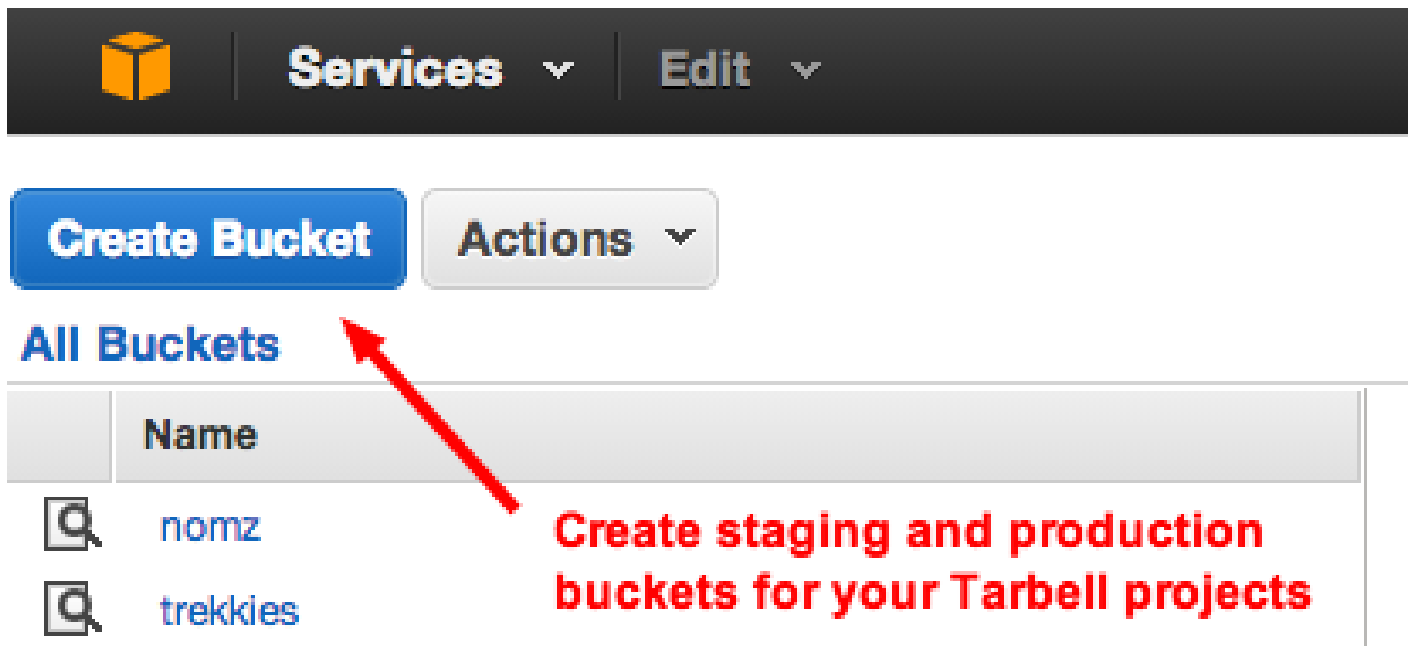 Services
Edit
Create Bucket
Actions
All Buckets
Name
nomz
trekkies
Create staging and production
buckets for your Tarbell projects